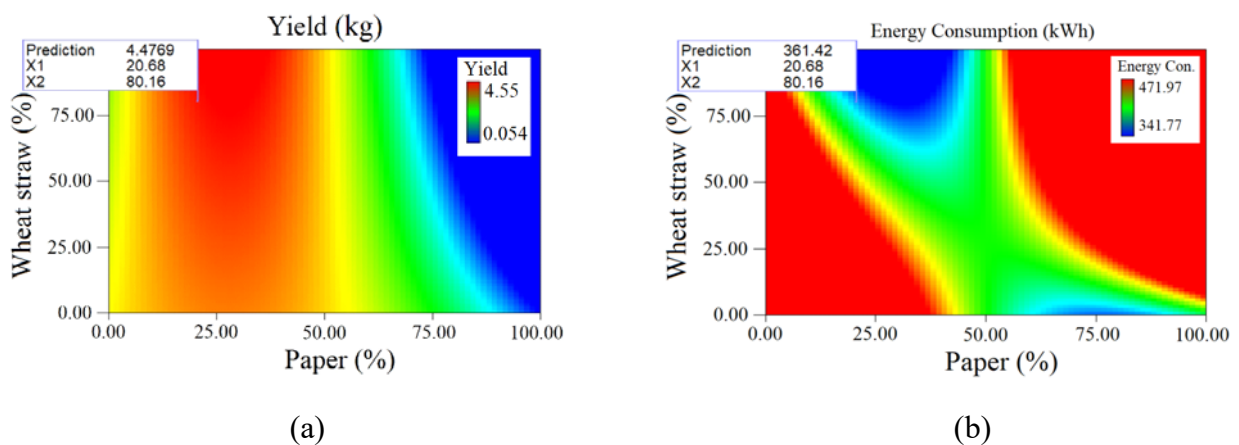 Yield (kg)
Prediction 4.4769
X1 20.68
X2 80.16
Yield
4.55
0.054
Wheat straw (%)
75.00
50.00
25.00
0.00
0.00 25.00 50.00 75.00 100.00
Paper (%)
(a)
Energy Consumption (kWh)
Prediction 361.42
X1 20.68
X2 80.16
Energy Con.
471.97
341.77
Wheat straw (%)
75.00
50.00
25.00
0.00
0.00 25.00 50.00 75.00 100.00
Paper (%)
(b)